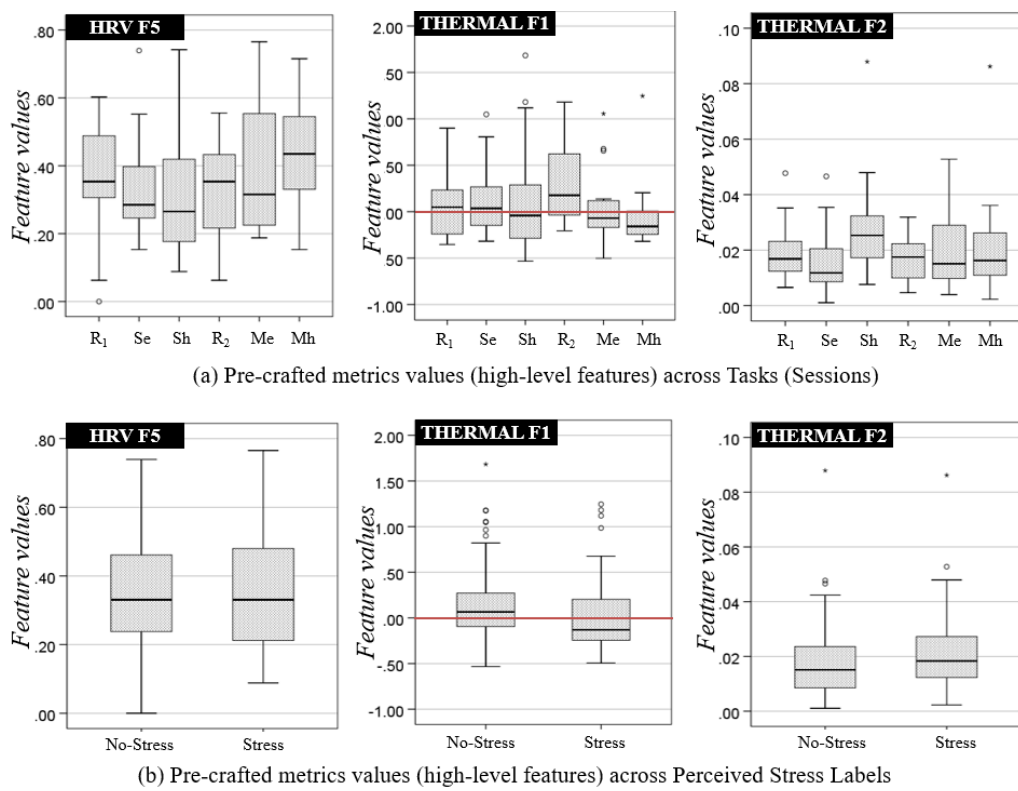 HRV F5
Feature values
.80
.60
.40
.20
.00
R₁ Se Sh R₂ Me Mh
THERMAL F1
Feature values
2.00
.50
.00
.50
.00
.50
-1.00
R₁ Se Sh R₂ Me Mh
THERMAL F2
Feature values
.10
.08
.06
.04
.02
.00
R₁ Se Sh R₂ Me Mh
(a) Pre-crafted metrics values (high-level features) across Tasks (Sessions)
HRV F5
Feature values
.80
.60
.40
.20
.00
No-Stress Stress
THERMAL F1
Feature values
2.00
1.50
1.00
.50
.00
-.50
-1.00
No-Stress Stress
THERMAL F2
Feature values
.10
.08
.06
.04
.02
.00
No-Stress Stress
(b) Pre-crafted metrics values (high-level features) across Perceived Stress Labels